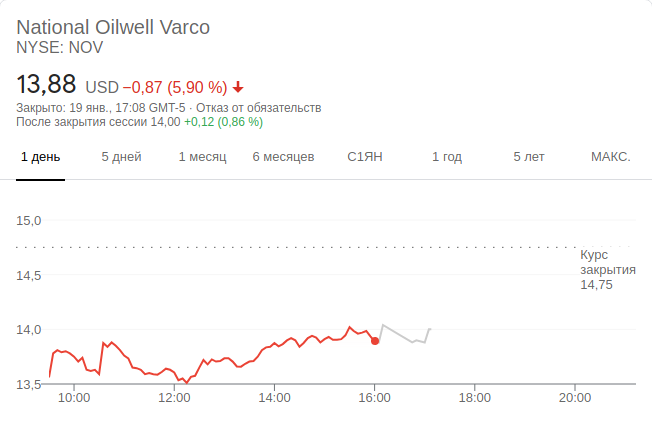 National Oilwell Varco
NYSE: NOV
13,88 USD −0,87 (5,90 %)
Закрыто: 19 янв., 17:08 GMT-5 · Отказ от обязательств
После закрытия сессии 14,00 +0,12 (0,86 %)
1 день 5 дней 1 месяц 6 месяцев С1ЯН 1 год 5 лет МАКС.
15,0
Курс
закрытия
14,75
14,5
14,0
13,5
10:00 12:00 14:00 16:00 18:00 20:00